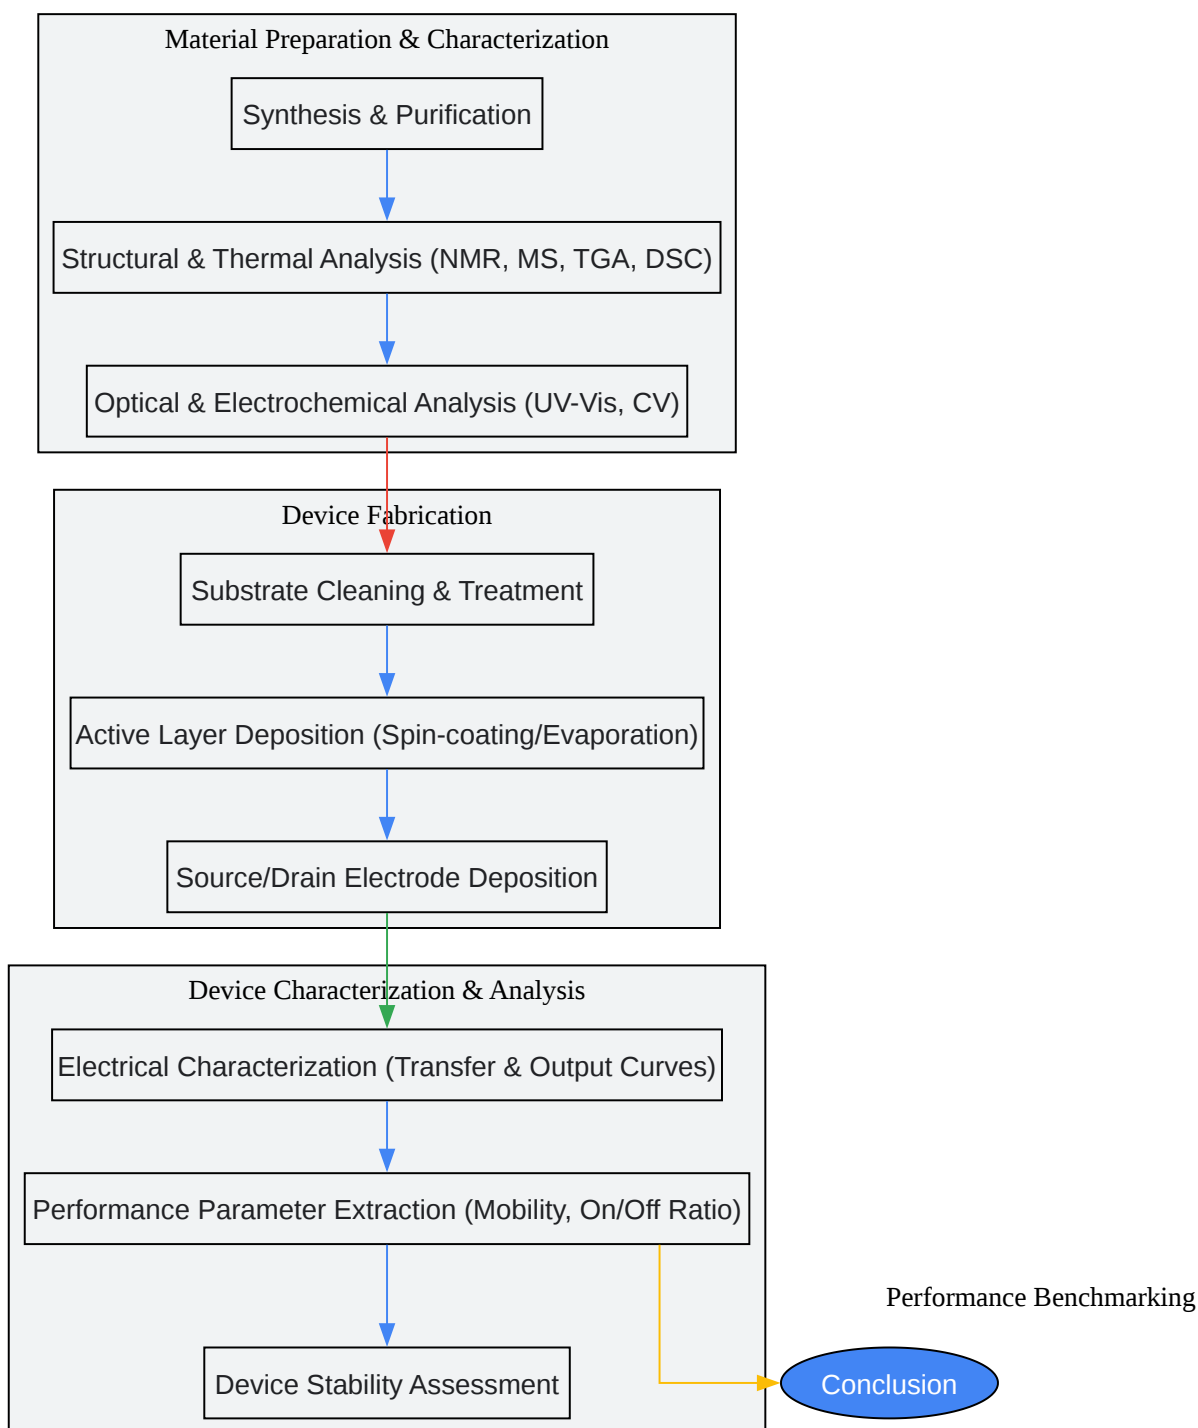 Material Preparation & Characterization
Synthesis & Purification
Structural & Thermal Analysis (NMR, MS, TGA, DSC)
Optical & Electrochemical Analysis (UV-Vis, CV)
Device Fabrication
Substrate Cleaning & Treatment
Active Layer Deposition (Spin-coating/Evaporation)
Source/Drain Electrode Deposition
Device Characterization & Analysis
Electrical Characterization (Transfer & Output Curves)
Performance Parameter Extraction (Mobility, On/Off Ratio)
Performance Benchmarking
Device Stability Assessment
Conclusion